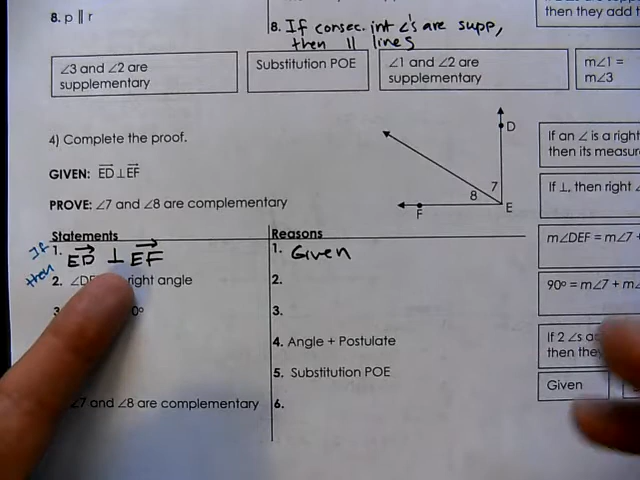 8. p ∥ r
8. If consec. int ∠'s are supp,
then ∥ lines
then they add t
∠3 and ∠2 are
supplementary
Substitution POE
∠1 and ∠2 are
supplementary
m∠1 =
m∠3
4) Complete the proof.
GIVEN: ED ⊥ EF
PROVE: ∠7 and ∠8 are complementary
D
7
8
F
E
If an ∠ is a right
then its measur
If ⊥, then right ∠
m∠DEF = m∠7 +
90° = m∠7 + m∠
If 2 ∠s a
then they
Given
Statements
Reasons
If
1. ED ⊥ EF
1. Given
then
2. ∠DE right angle
2.
3 0°
3.
4. Angle + Postulate
5. Substitution POE
∠7 and ∠8 are complementary
6.